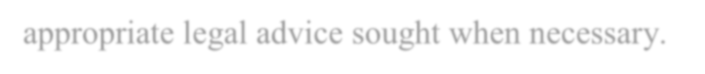 appropriate legal advice sought when necessary.